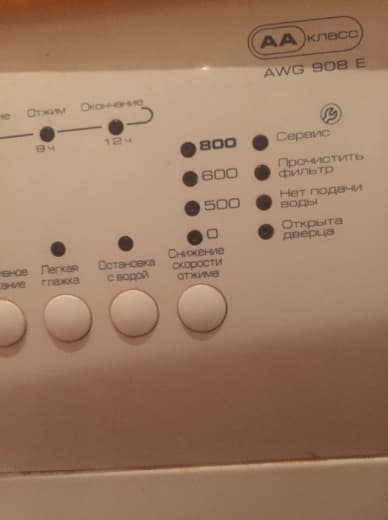 АА класс
AWG 908 E
Отжим
Окончание
9 ч
12 ч
800
600
500
0
Сервис
Прочистить
фильтр
Нет подачи
воды
Открыта
дверца
Легкая
глажка
Остановка
с водой
Снижение
скорости
отжима